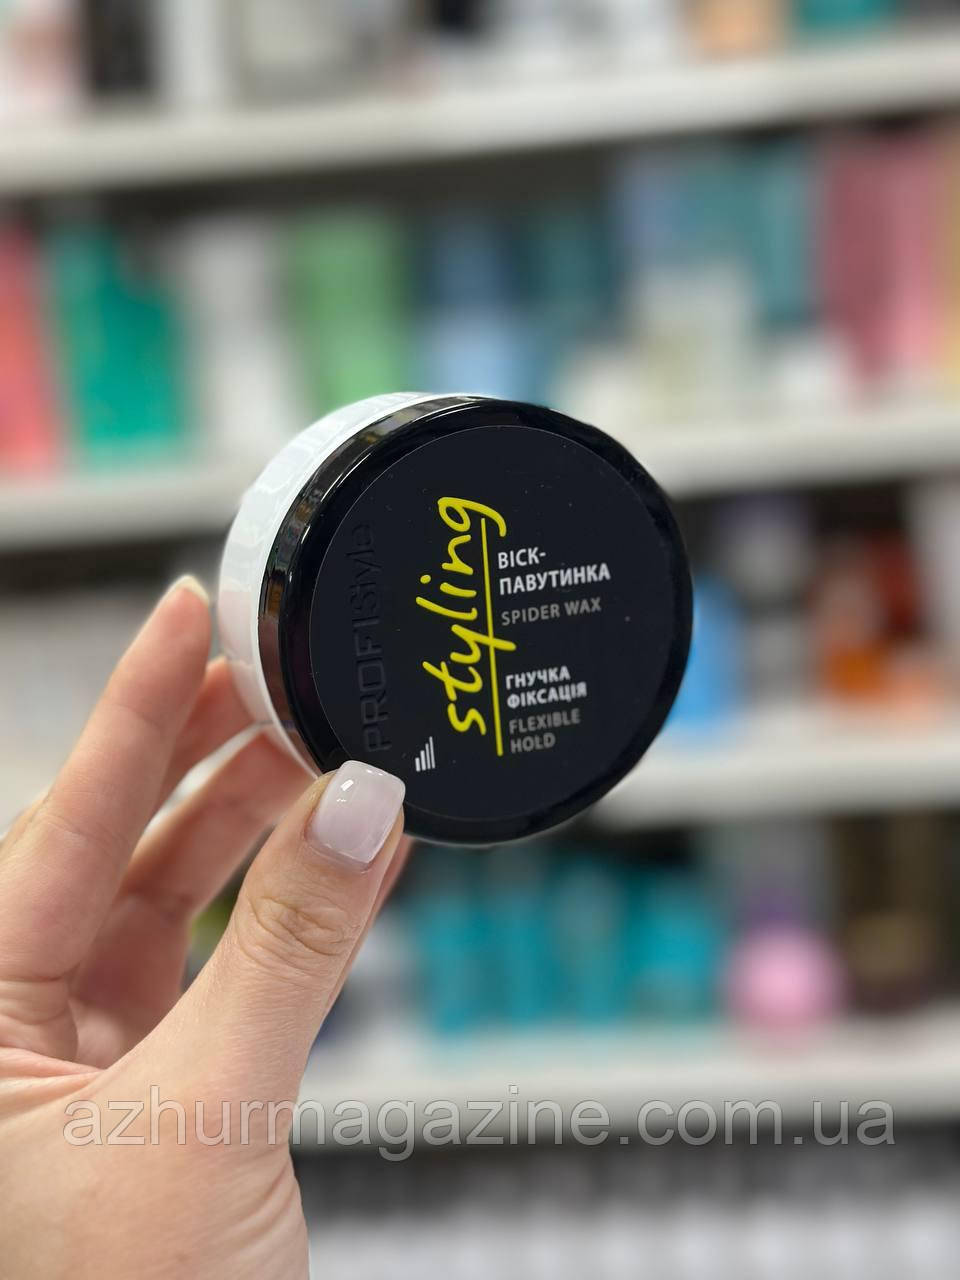 PROFIStyle
styling
ВІСК-
ПАВУТИНКА
SPIDER WAX
ГНУЧКА
ФІКСАЦІЯ
FLEXIBLE
HOLD
azhurmagazine.com.ua